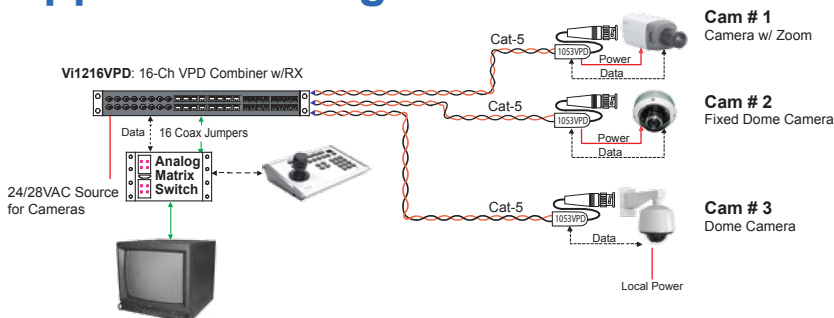 Cam # 1
Camera w/ Zoom
Cat-5
1053VPD
Power
Data
Vi1216VPD: 16-Ch VPD Combiner w/RX
Cat-5
1053VPD
Power
Data
Cam # 2
Fixed Dome Camera
Data
16 Coax Jumpers
Analog
Matrix
Switch
24/28VAC Source
for Cameras
Cat-5
1053VPD
Data
Cam # 3
Dome Camera
Local Power